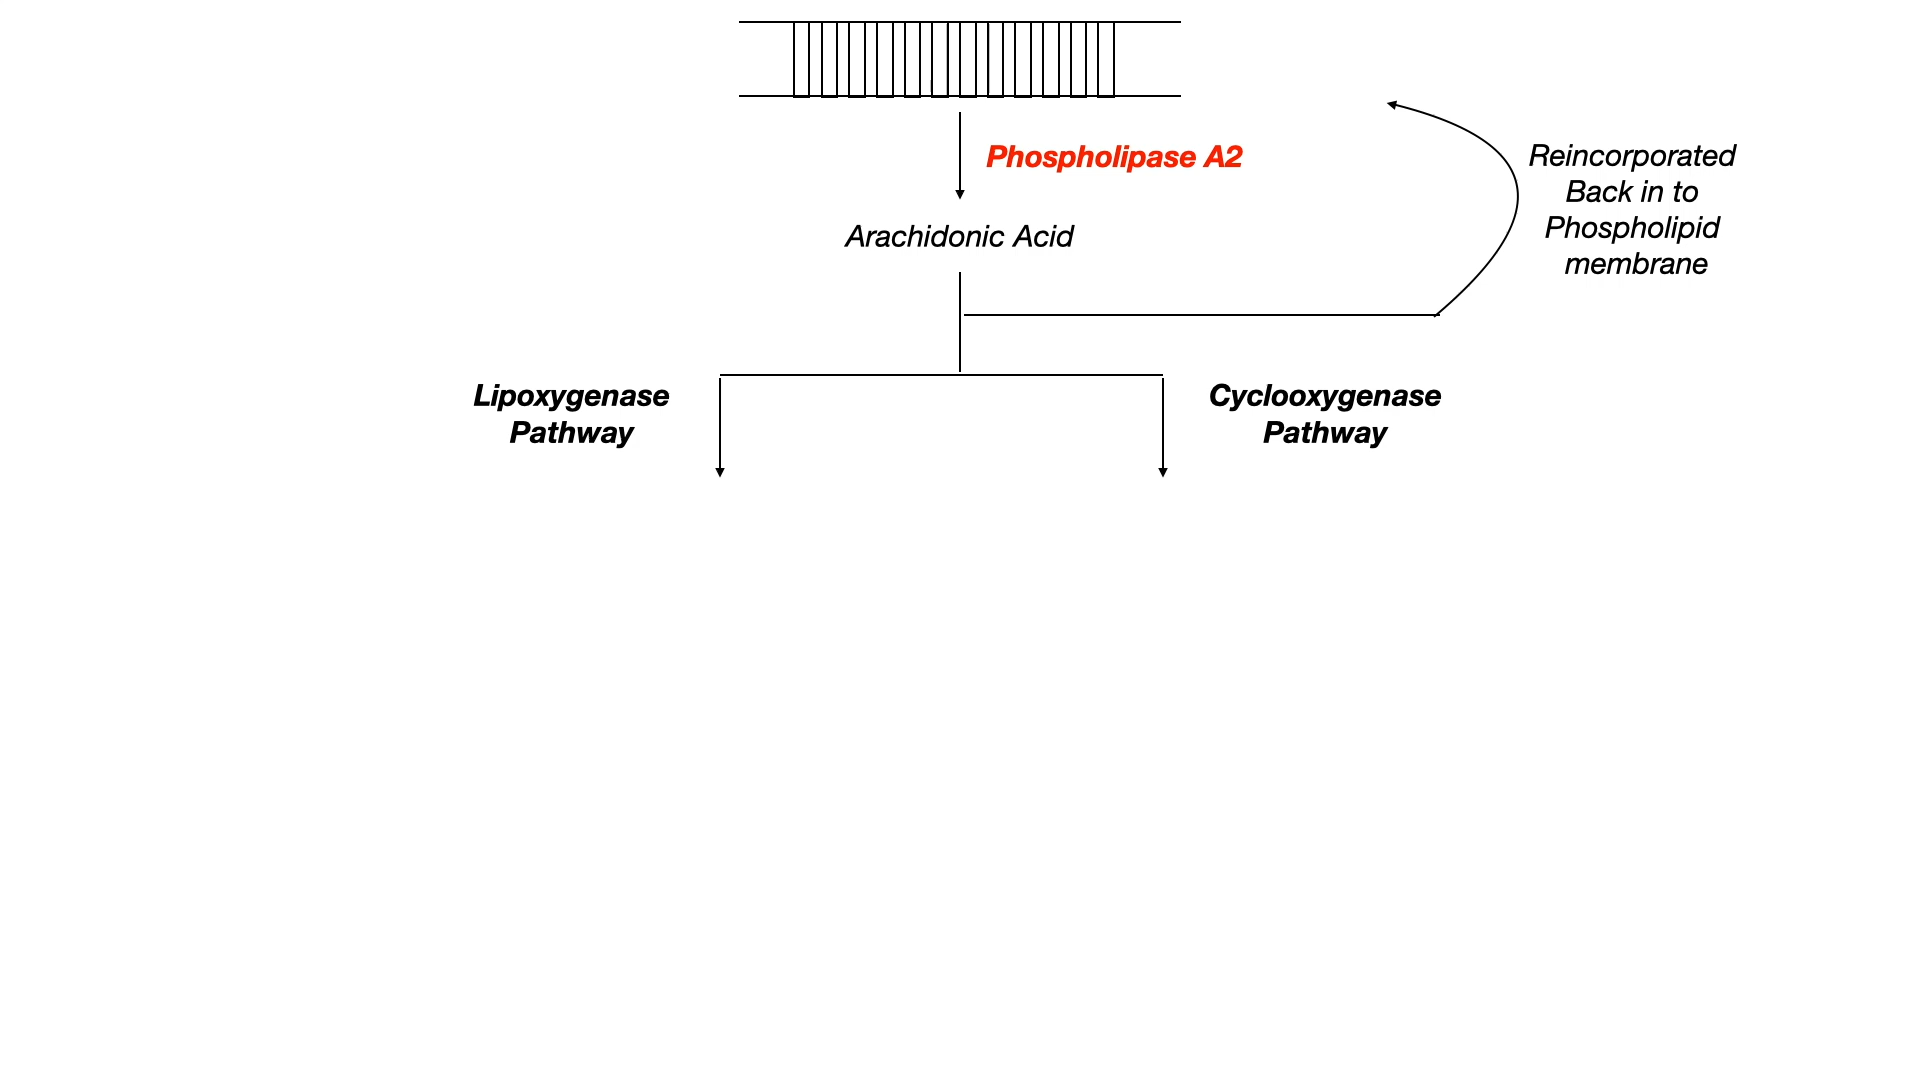 Phospholipase A2
Arachidonic Acid
Reincorporated
Back in to
Phospholipid
membrane
Lipoxygenase
Pathway
Cyclooxygenase
Pathway